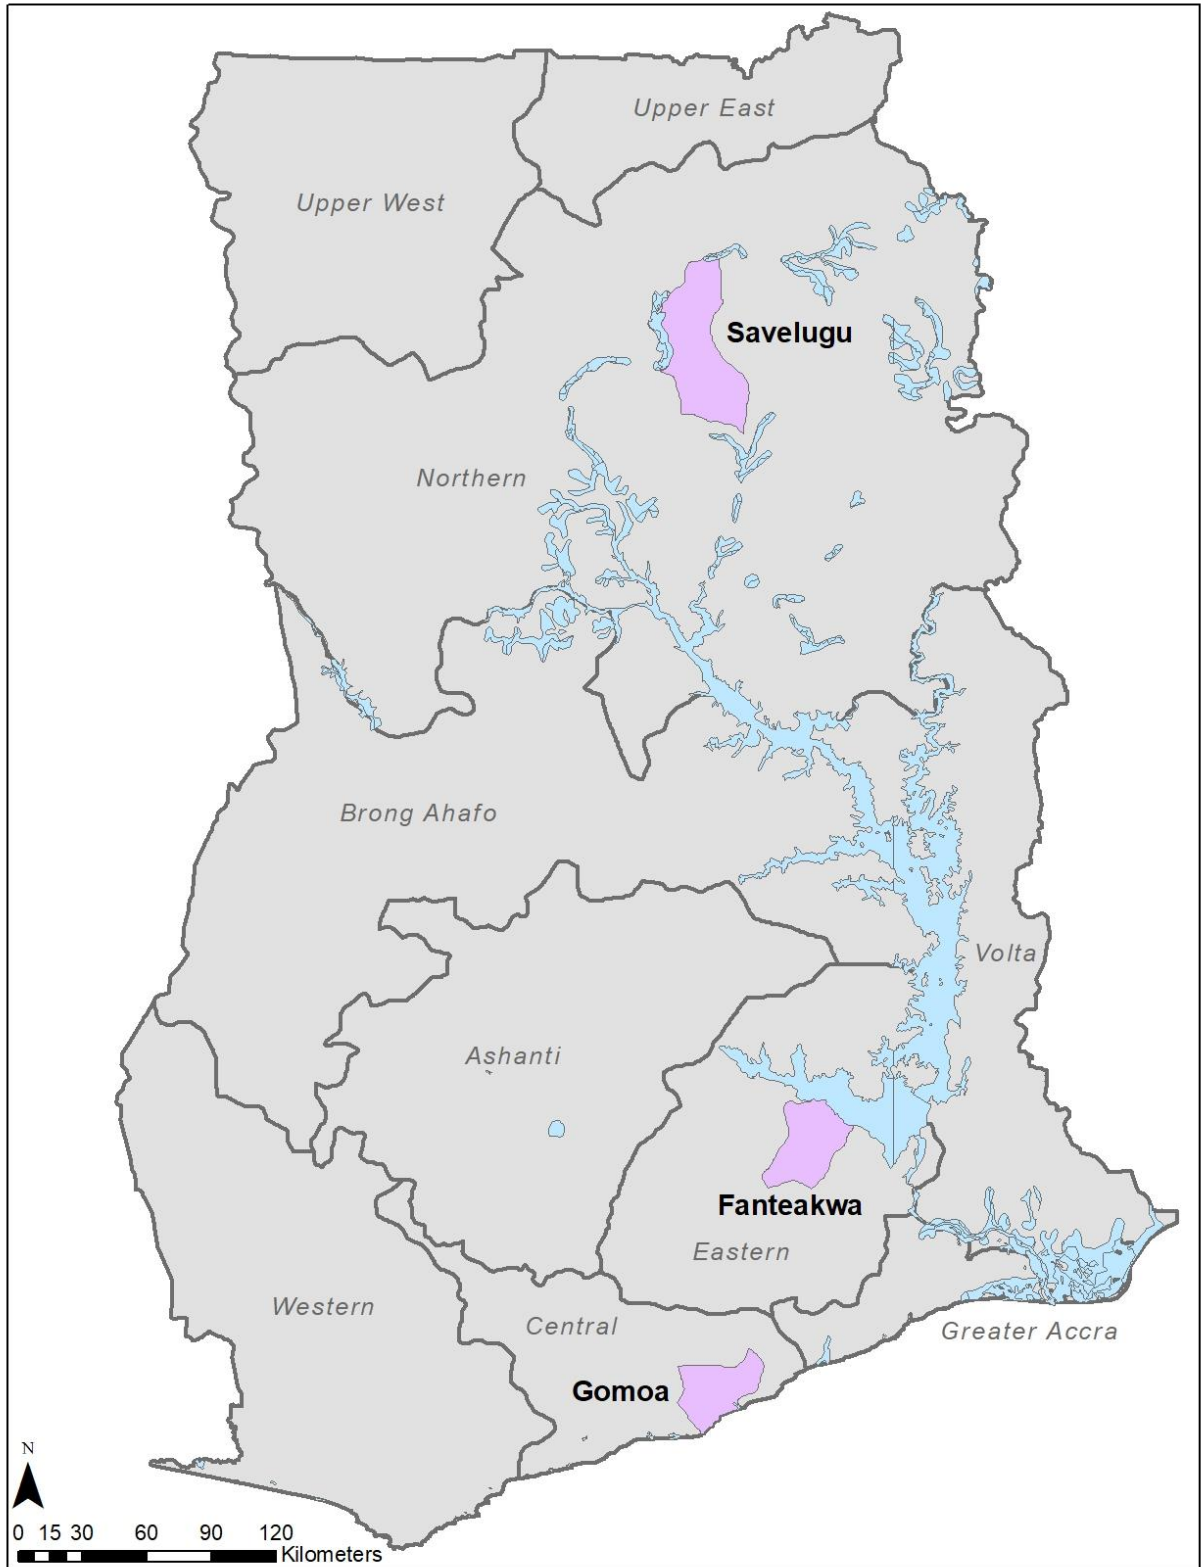 Upper East
Upper West
Savelugu
Northern
Brong Ahafo
Volta
Ashanti
Fanteakwa
Eastern
Western
Central
Greater Accra
Gomoa
N
0 15 30 60 90 120
Kilometers